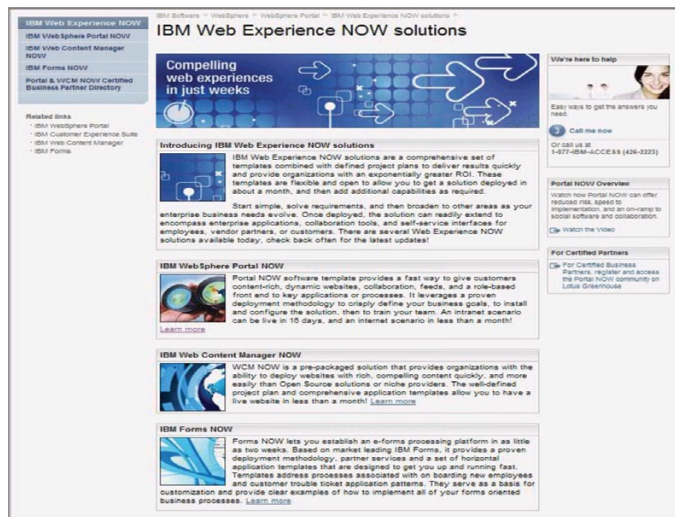 IBM Software > WebSphere > WebSphere Portal > IBM Web Experience NOW solutions >
IBM Web Experience NOW solutions
IBM Web Experience NOW
IBM WebSphere Portal NOW
IBM Web Content Manager
NOW
IBM Forms NOW
Portal & WCM NOW Certified
Business Partner Directory
Related links
· IBM WebSphere Portal
· IBM Customer Experience Suite
· IBM Web Content Manager
· IBM Forms
Compelling
web experiences
in just weeks
Introducing IBM Web Experience NOW solutions
IBM Web Experience NOW solutions are a comprehensive set of
templates combined with defined project plans to deliver results quickly
and provide organizations with an exponentially greater ROI. These
templates are flexible and open to allow you to get a solution deployed in
about a month, and then add additional capabilities as required.
Start simple, solve requirements, and then broaden to other areas as your
enterprise business needs evolve. Once deployed, the solution can readily extend to
encompass enterprise applications, collaboration tools, and self-service interfaces for
employees, vendor partners, or customers. There are several Web Experience NOW
solutions available today, check back often for the latest updates!
IBM WebSphere Portal NOW
Portal NOW software template provides a fast way to give customers
content-rich, dynamic websites, collaboration, feeds, and a role-based
front end to key applications or processes. It leverages a proven
deployment methodology to crisply define your business goals, to install
and configure the solution, then to train your team. An intranet scenario
can be live in 16 days, and an internet scenario in less than a month!
Learn more
IBM Web Content Manager NOW
WCM NOW is a pre-packaged solution that provides organizations with the
ability to deploy websites with rich, compelling content quickly, and more
easily than Open Source solutions or niche providers. The well-defined
project plan and comprehensive application templates allow you to have a
live website in less than a month! Learn more
IBM Forms NOW
Forms NOW lets you establish an e-forms processing platform in as little
as two weeks. Based on market leading IBM Forms, it provides a proven
deployment methodology, partner services and a set of horizontal
application templates that are designed to get you up and running fast.
Templates address processes associated with on boarding new employees
and customer trouble ticket application patterns. They serve as a basis for
customization and provide clear examples of how to implement all of your forms oriented
business processes. Learn more
We're here to help
Easy ways to get the answers you
need.
Call me now
Or call us at
1-877-IBM-ACCESS (426-2223)
Portal NOW Overview
Watch how Portal NOW can offer
reduced risk, speed to
implementation, and an on-ramp to
social software and collaboration.
Watch the Video
For Certified Partners
For Certified Business
Partners, register and access
the Portal NOW community on
Lotus Greenhouse